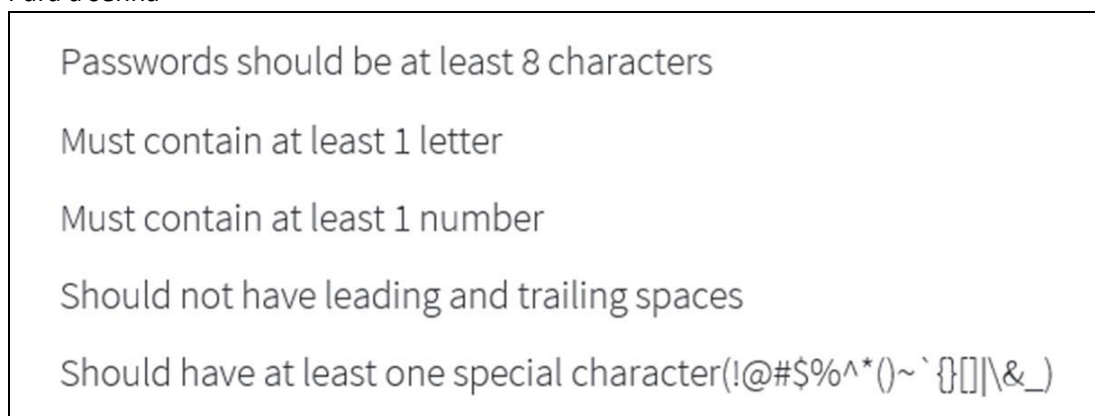 Passwords should be at least 8 characters
Must contain at least 1 letter
Must contain at least 1 number
Should not have leading and trailing spaces
Should have at least one special character(!@#$%^*()~`{}[]|\&_)